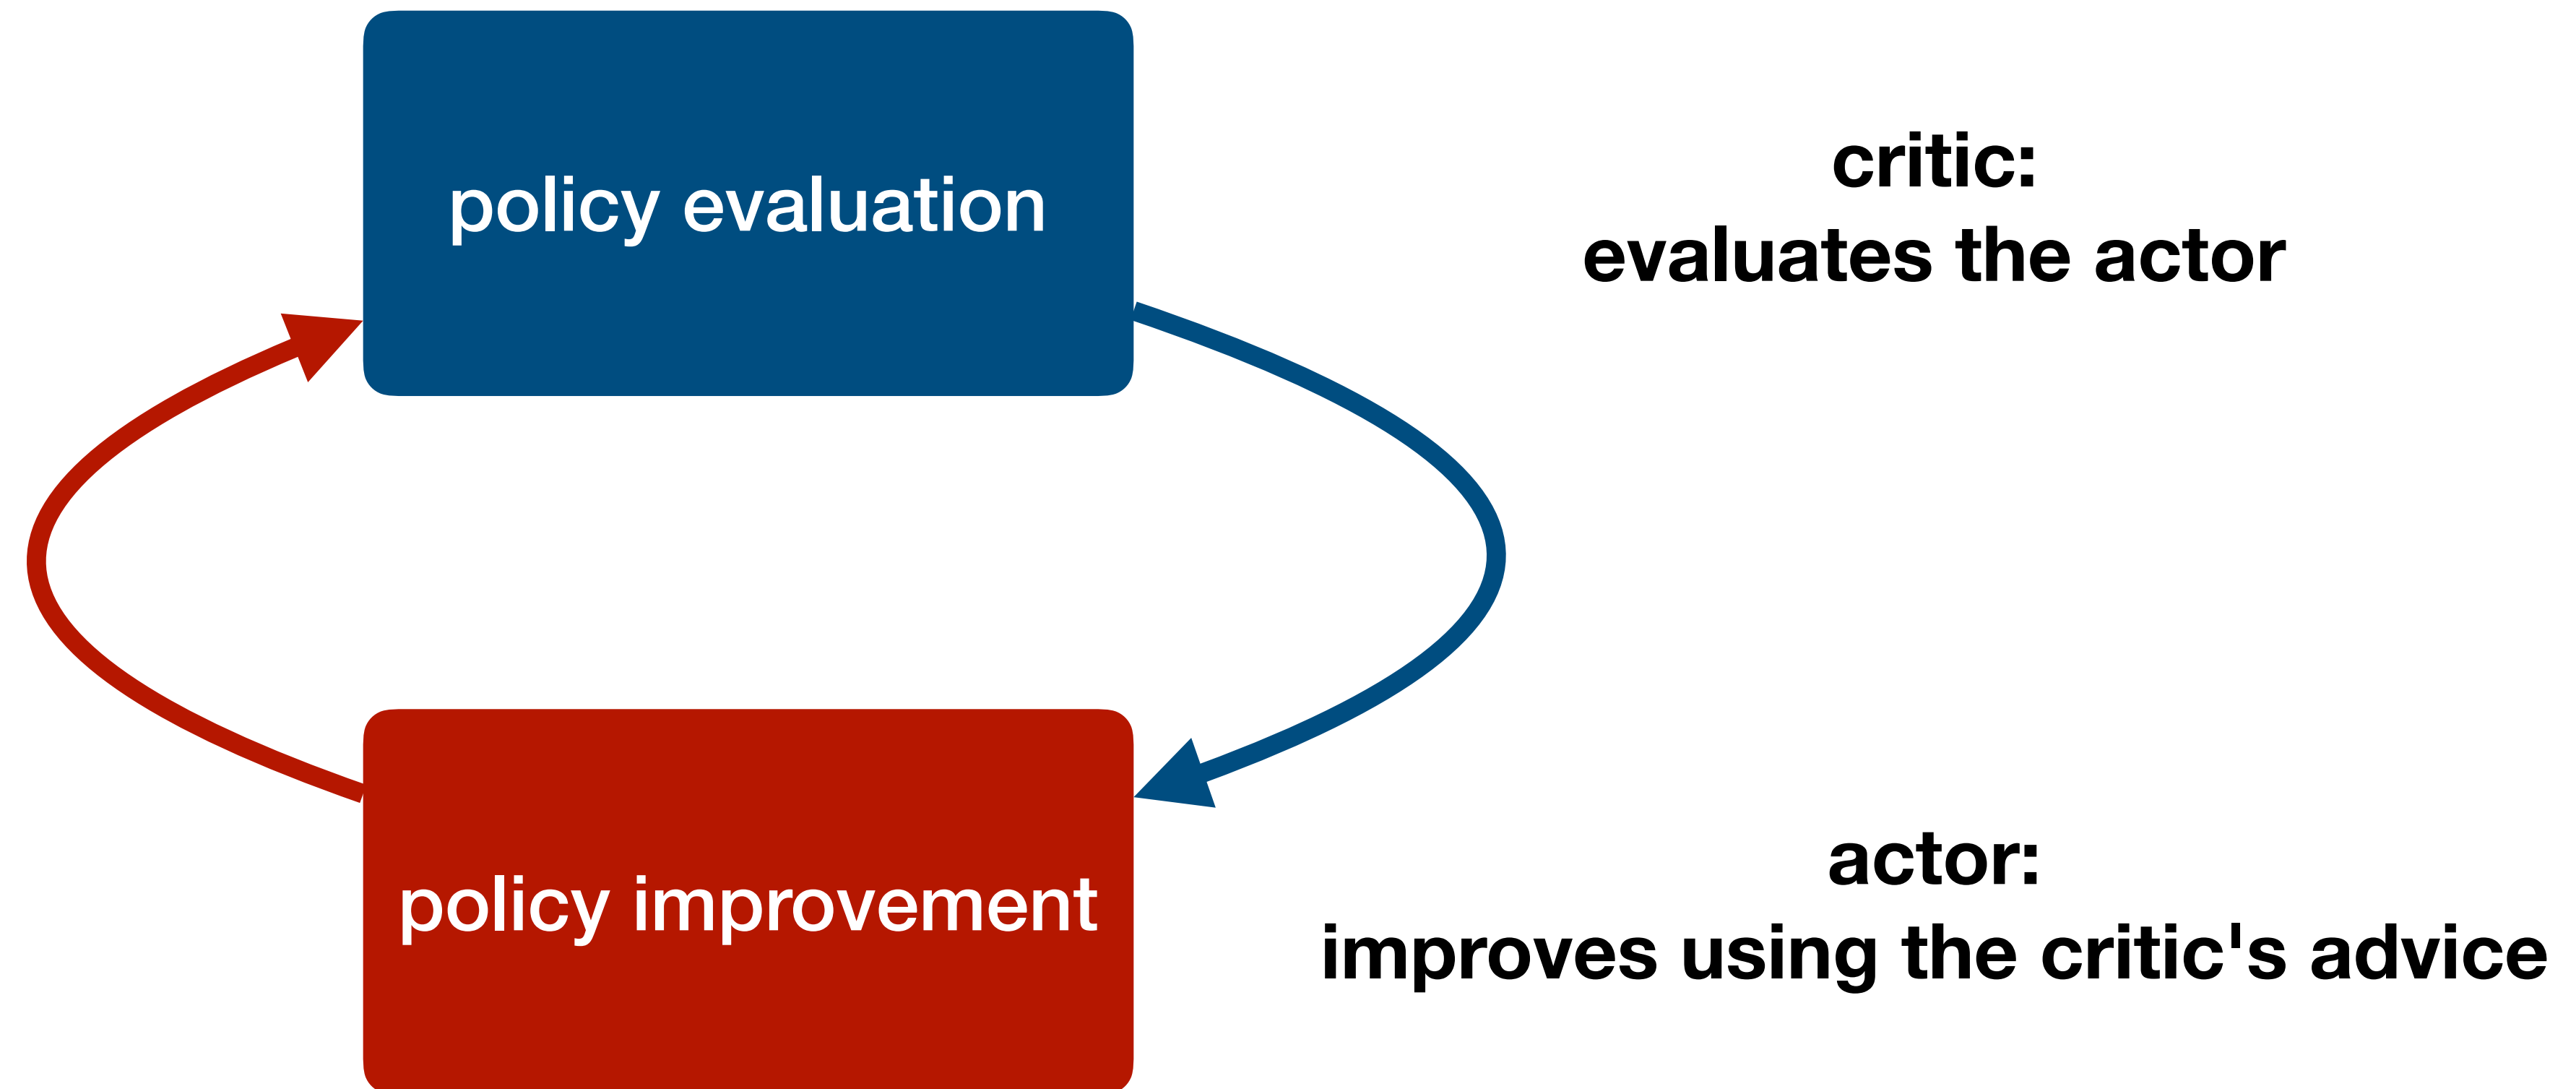 policy evaluation
critic:
evaluates the actor
policy improvement
actor:
improves using the critic's advice